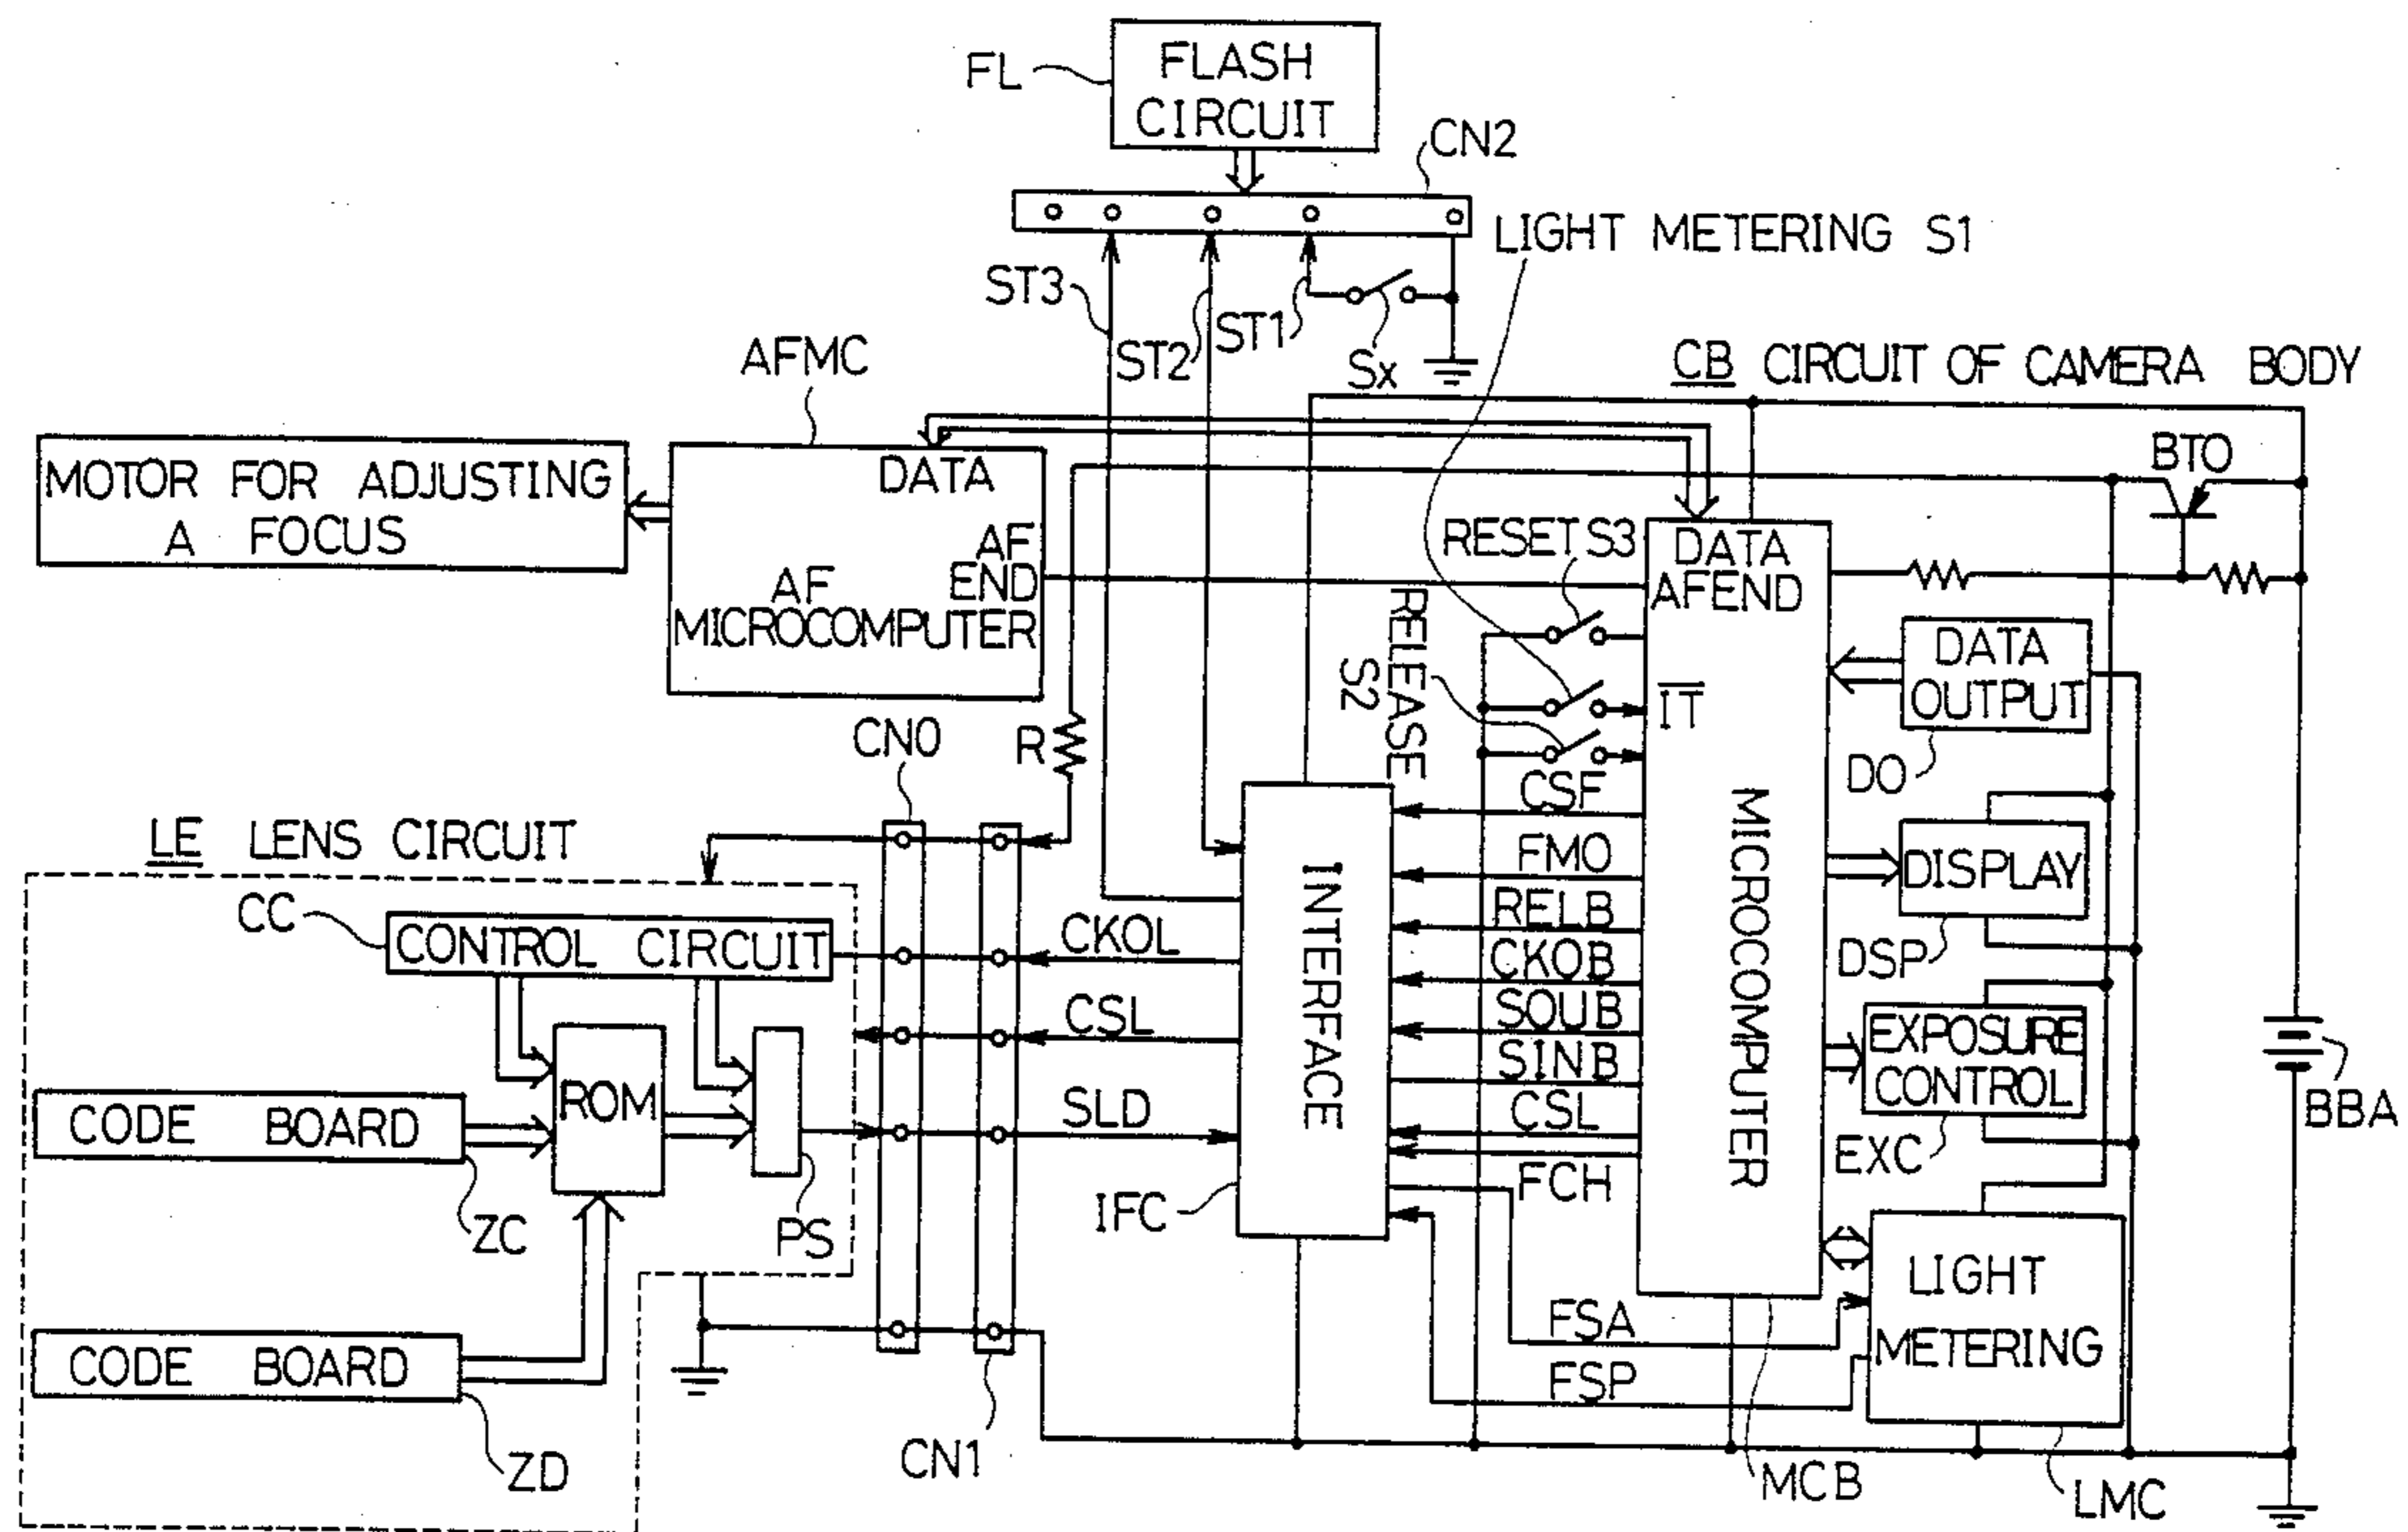 FL
FLASH
CIRCUIT
CN2
LIGHT METERING S1
ST3
ST2
ST1
Sx
CB CIRCUIT OF CAMERA BODY
AFMC
MOTOR FOR ADJUSTING
A FOCUS
DATA
AF
END
AF
MICROCOMPUTER
BTO
RESET S3
DATA
AFEND
RELEASE
S2
IT
DATA
OUTPUT
DO
CN0
R
LE LENS CIRCUIT
CC
CONTROL CIRCUIT
CODE BOARD
ZC
ROM
PS
CODE BOARD
ZD
CKOL
CSL
SLD
IFC
CN1
INTERFACE
CSF
FMO
RELB
CKOB
SOUB
SINB
CSL
FCH
FSA
FSP
MICROCOMPUTER
MCB
DISPLAY
DSP
EXPOSURE
CONTROL
EXC
BBA
LIGHT
METERING
LMC